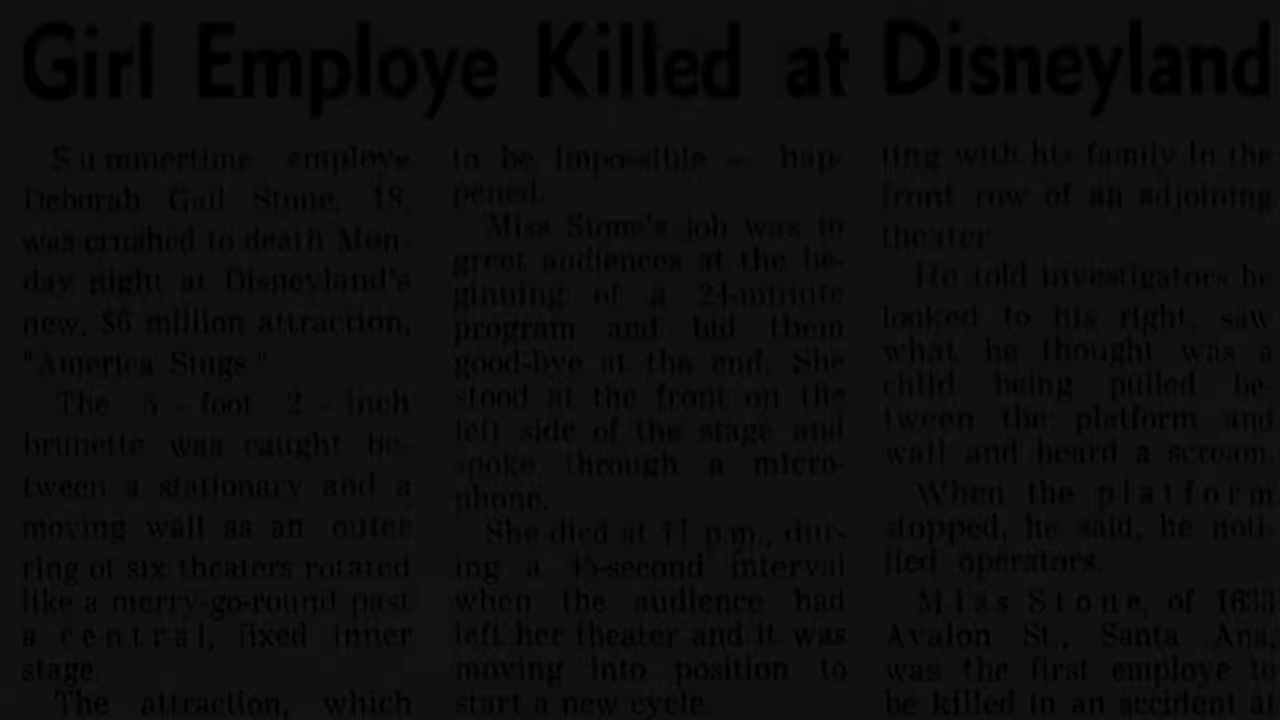 Girl Employe Killed at Disneyland
Summertime employe
Deborah Gail Stone, 18,
was crushed to death Mon-
day night at Disneyland's
new, $6 million attraction,
"America Sings."
The 5 - foot 2 - inch
brunette was caught be-
tween a stationary and a
moving wall as an outer
ring of six theaters rotated
like a merry-go-round past
a central, fixed inner
stage.
The attraction, which
to be impossible — hap-
pened.
Miss Stone's job was to
greet audiences at the be-
ginning of a 24-minute
program and bid them
good-bye at the end. She
stood at the front on the
left side of the stage and
spoke through a micro-
phone.
She died at 11 p.m., dur-
ing a 45-second interval
when the audience had
left her theater and it was
moving into position to
start a new cycle.
ting with his family in the
front row of an adjoining
theater.
He told investigators he
looked to his right, saw
what he thought was a
child being pulled be-
tween the platform and
wall and heard a scream.
When the platform
stopped, he said, he noti-
fied operators.
Miss Stone, of 1633
Avalon St., Santa Ana,
was the first employe to
be killed in an accident at